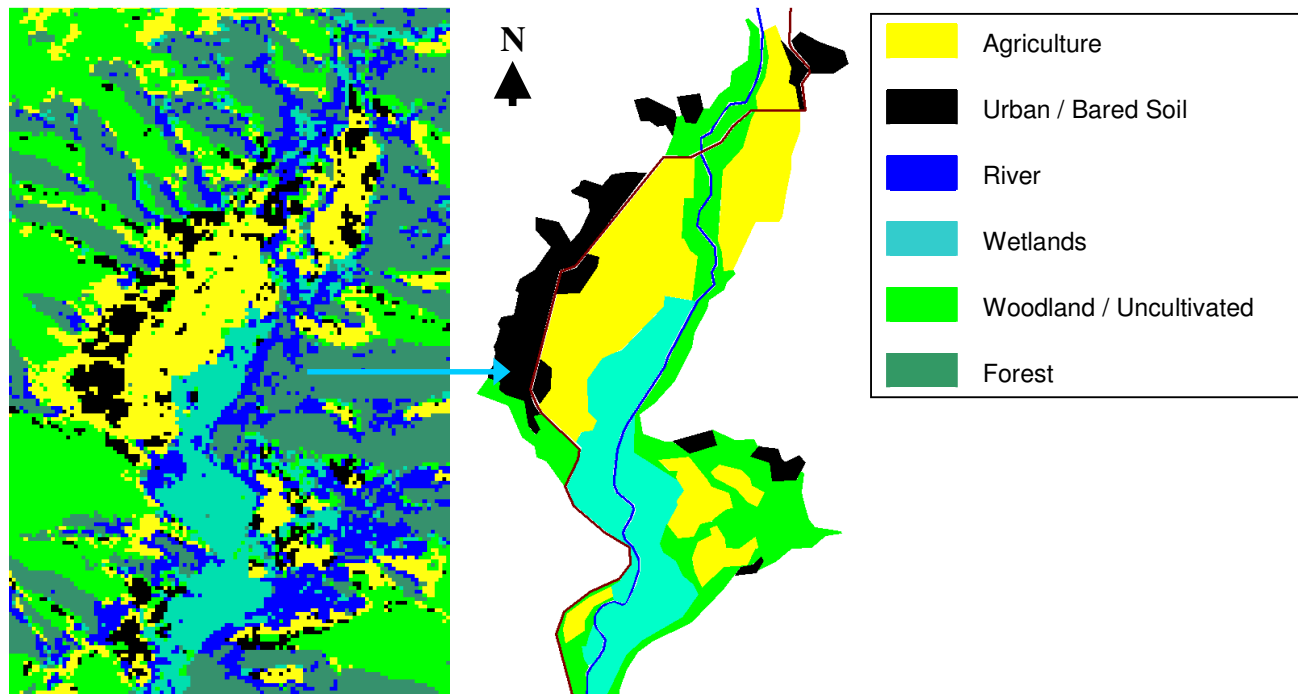 N
Agriculture
Urban / Bared Soil
River
Wetlands
Woodland / Uncultivated
Forest